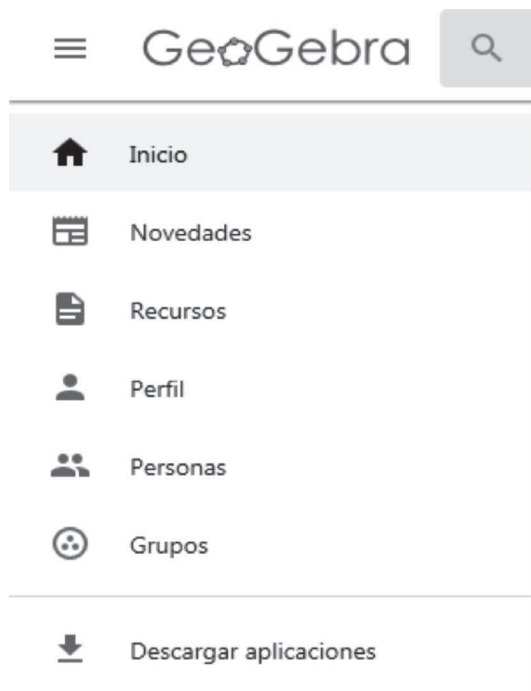 GeoGebra
Inicio
Novedades
Recursos
Perfil
Personas
Grupos
Descargar aplicaciones